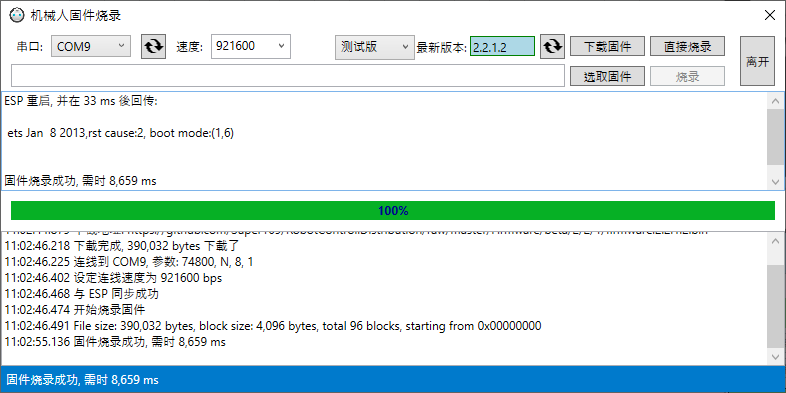 机械人固件烧录
串口: COM9 速度: 921600 测试版 最新版本: 2.2.1.2 下载固件 直接烧录 离开
选取固件 烧录
ESP 重启, 并在 33 ms 後回传:
ets Jan 8 2013,rst cause:2, boot mode:(1,6)
固件烧录成功, 需时 8,659 ms
100%
11:02:46.218 下载完成, 390,032 bytes 下载了
11:02:46.225 连线到 COM9, 参数: 74800, N, 8, 1
11:02:46.402 设定连线速度为 921600 bps
11:02:46.468 与 ESP 同步成功
11:02:46.474 开始烧录固件
11:02:46.491 File size: 390,032 bytes, block size: 4,096 bytes, total 96 blocks, starting from 0x00000000
11:02:55.136 固件烧录成功, 需时 8,659 ms
固件烧录成功, 需时 8,659 ms